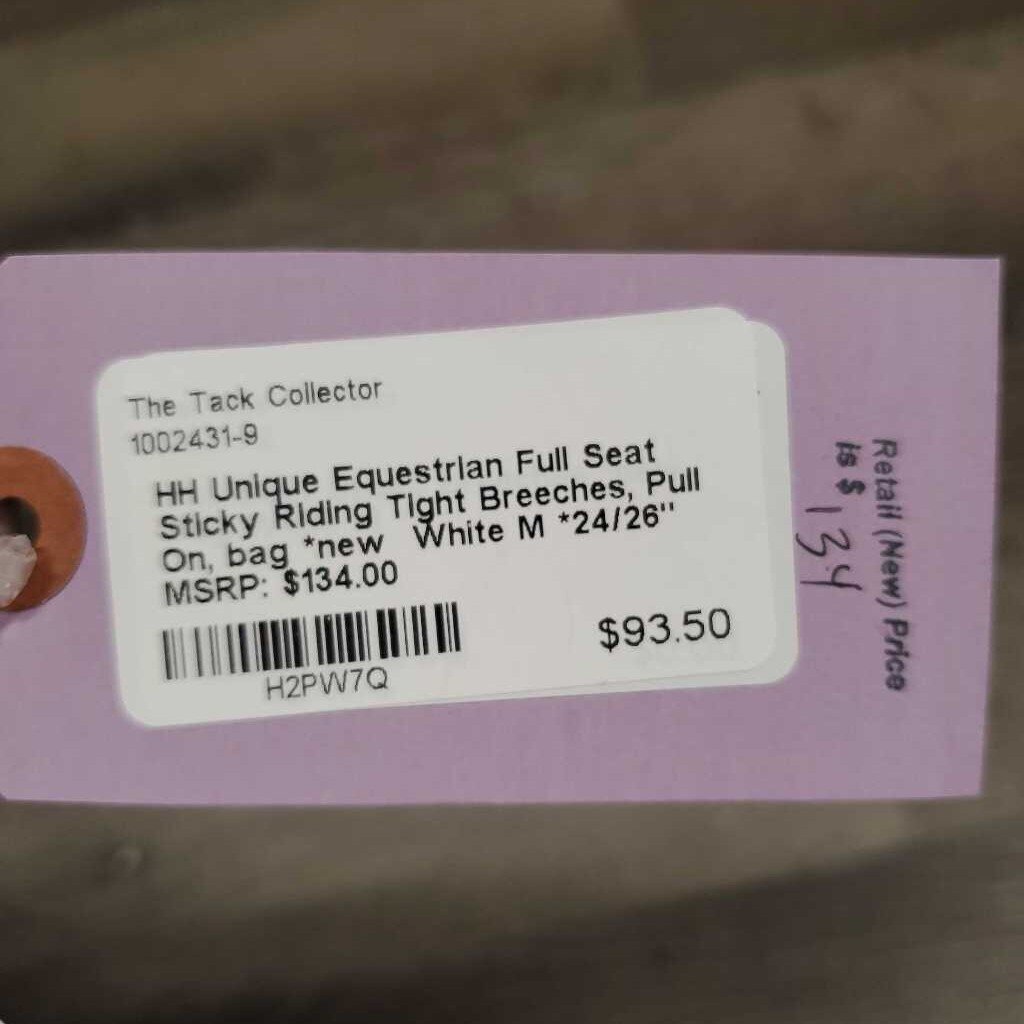 The Tack Collector
1002431-9
HH Unique Equestrian Full Seat
Sticky Riding Tight Breeches, Pull
On, bag *new White M *24/26"
MSRP: $134.00
$93.50
H2PW7Q
Retail (New) Price
is $ 134